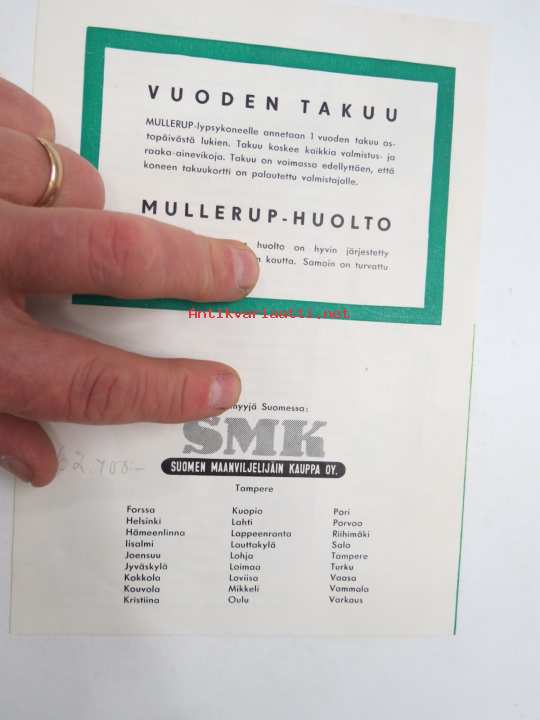 VUODEN TAKUU
MULLERUP-lypsykoneelle annetaan 1 vuoden takuu os-
topäivästä lukien. Takuu koskee kaikkia valmistus- ja
raaka-ainevikoja. Takuu on voimassa edellyttäen, että
koneen takuukortti on palautettu valmistajalle.
MULLERUP-HUOLTO
huolto on hyvin järjestetty
kautta. Samoin on turvattu
Antikvariaatti.net
myyjä Suomessa:
SMK
SUOMEN MAANVILJELIJÄIN KAUPPA OY.
62.700:-
Tampere
Forssa Kuopio Pori
Helsinki Lahti Porvoo
Hämeenlinna Lappeenranta Riihimäki
Iisalmi Lauttakylä Salo
Joensuu Lohja Tampere
Jyväskylä Loimaa Turku
Kokkola Loviisa Vaasa
Kouvola Mikkeli Vammala
Kristiina Oulu Varkaus